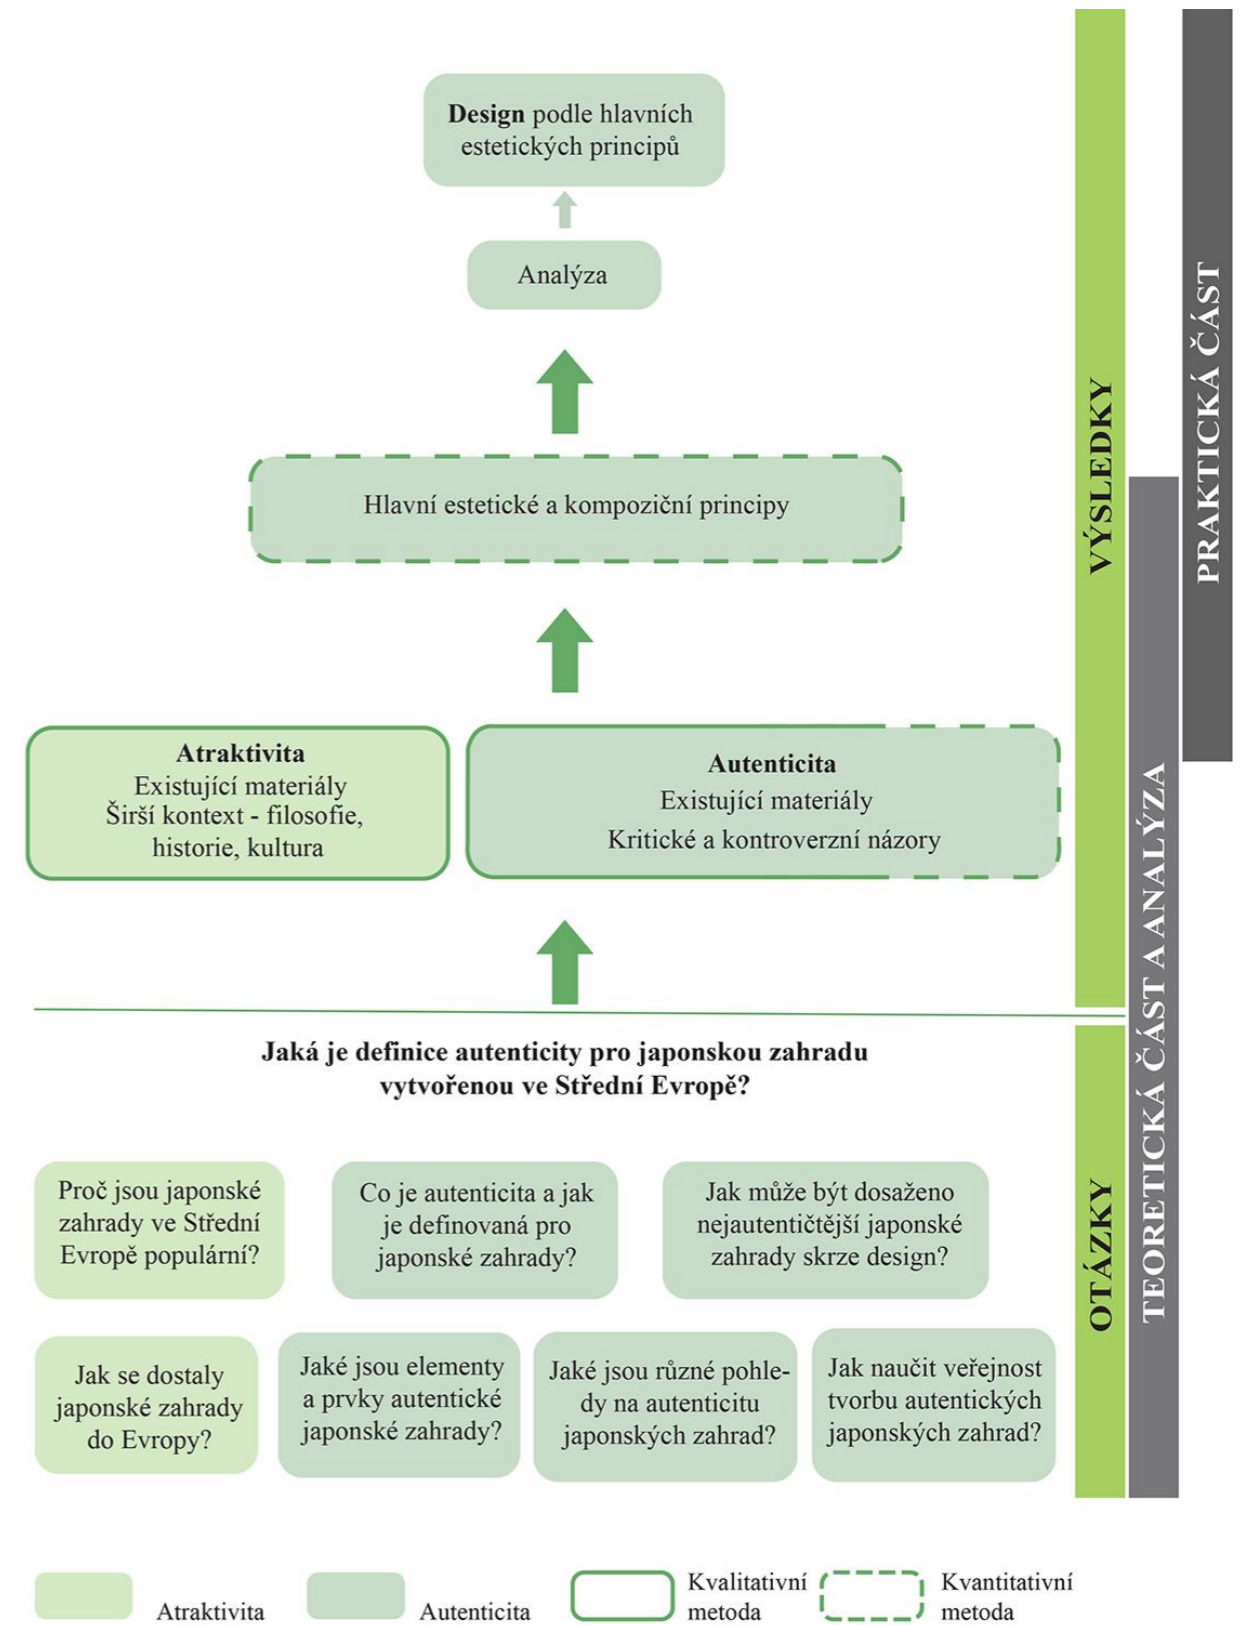 Design podle hlavních
estetických principů
Analýza
Hlavní estetické a kompoziční principy
Atraktivita
Existující materiály
Širší kontext - filosofie,
historie, kultura
Autenticita
Existující materiály
Kritické a kontroverzní názory
Jaká je definice autenticity pro japonskou zahradu
vytvořenou ve Střední Evropě?
Proč jsou japonské
zahrady ve Střední
Evropě populární?
Co je autenticita a jak
je definovaná pro
japonské zahrady?
Jak může být dosaženo
nejautentičtější japonské
zahrady skrze design?
Jak se dostaly
japonské zahrady
do Evropy?
Jaké jsou elementy
a prvky autentické
japonské zahrady?
Jaké jsou různé pohle-
dy na autenticitu
japonských zahrad?
Jak naučit veřejnost
tvorbu autentických
japonských zahrad?
VÝSLEDKY
OTÁZKY
TEORETICKÁ ČÁST A ANALÝZA
PRAKTICKÁ ČÁST
Atraktivita
Autenticita
Kvalitativní
metoda
Kvantitativní
metoda